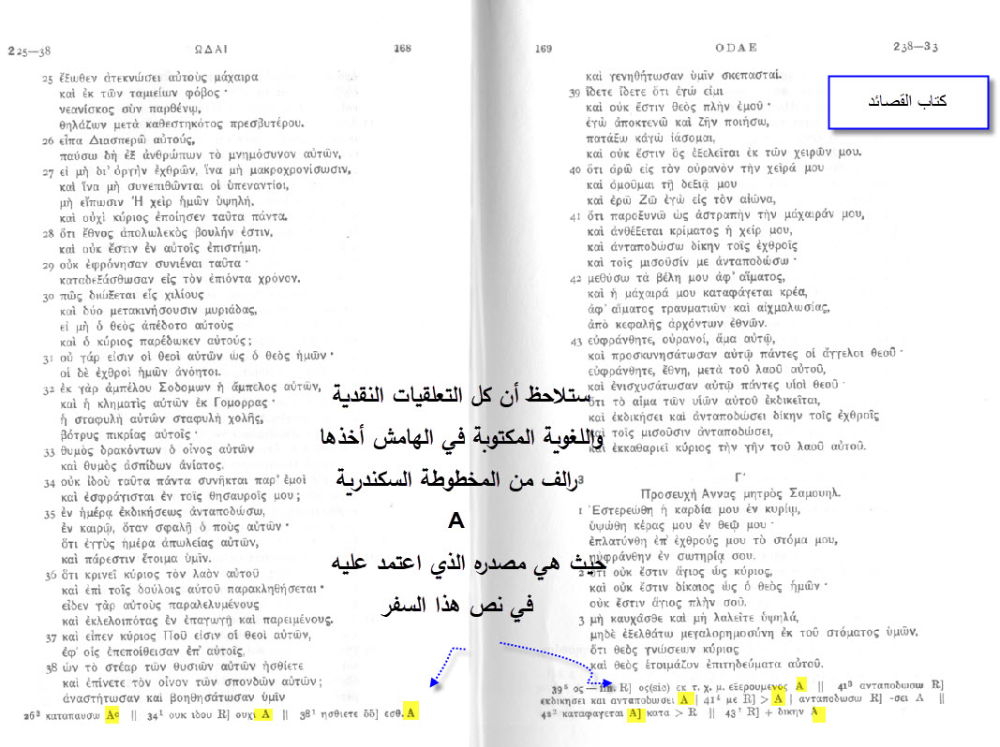 225—38 ΩΔΑΙ 168
25 ἔξωθεν ἀτεκνώσει αὐτοὺς μάχαιρα
καὶ ἐκ τῶν ταμιείων φόβος·
νεανίσκος σὺν παρθένῳ,
θηλάζων μετὰ καθεστηκότος πρεσβυτέρου.
26 εἶπα Διασπερῶ αὐτούς,
παύσω δὴ ἐξ ἀνθρώπων τὸ μνημόσυνον αὐτῶν,
27 εἰ μὴ δι' ὀργὴν ἐχθρῶν, ἵνα μὴ μακροχρονίσωσιν,
καὶ ἵνα μὴ συνεπιθῶνται οἱ ὑπεναντίοι,
μὴ εἴπωσιν Ἡ χεὶρ ἡμῶν ὑψηλή,
καὶ οὐχὶ κύριος ἐποίησεν ταῦτα πάντα.
28 ὅτι ἔθνος ἀπολωλεκὸς βουλήν ἐστιν,
καὶ οὐκ ἔστιν ἐν αὐτοῖς ἐπιστήμη.
29 οὐκ ἐφρόνησαν συνιέναι ταῦτα·
καταδεξάσθωσαν εἰς τὸν ἐπιόντα χρόνον.
30 πῶς διώξεται εἷς χιλίους
καὶ δύο μετακινήσουσιν μυριάδας,
εἰ μὴ ὁ θεὸς ἀπέδοτο αὐτοὺς
καὶ ὁ κύριος παρέδωκεν αὐτούς;
31 οὐ γάρ εἰσιν οἱ θεοὶ αὐτῶν ὡς ὁ θεὸς ἡμῶν·
οἱ δὲ ἐχθροὶ ἡμῶν ἀνόητοι.
32 ἐκ γὰρ ἀμπέλου Σοδομων ἡ ἄμπελος αὐτῶν,
καὶ ἡ κληματὶς αὐτῶν ἐκ Γομορρας·
ἡ σταφυλὴ αὐτῶν σταφυλὴ χολῆς,
βότρυς πικρίας αὐτοῖς·
33 θυμὸς δρακόντων ὁ οἶνος αὐτῶν
καὶ θυμὸς ἀσπίδων ἀνίατος.
34 οὐκ ἰδοὺ ταῦτα πάντα συνῆκται παρ' ἐμοὶ
καὶ ἐσφράγισται ἐν τοῖς θησαυροῖς μου;
35 ἐν ἡμέρᾳ ἐκδικήσεως ἀνταποδώσω,
ἐν καιρῷ, ὅταν σφαλῇ ὁ ποὺς αὐτῶν·
ὅτι ἐγγὺς ἡμέρα ἀπωλείας αὐτῶν,
καὶ πάρεστιν ἕτοιμα ὑμῖν.
36 ὅτι κρινεῖ κύριος τὸν λαὸν αὐτοῦ
καὶ ἐπὶ τοῖς δούλοις αὐτοῦ παρακληθήσεται·
εἶδεν γὰρ αὐτοὺς παραλελυμένους
καὶ ἐκλελοιπότας ἐν ἐπαγωγῇ καὶ παρειμένους.
37 καὶ εἶπεν κύριος Ποῦ εἰσιν οἱ θεοὶ αὐτῶν,
ἐφ' οἷς ἐπεποίθεισαν ἐπ' αὐτοῖς,
38 ὧν τὸ στέαρ τῶν θυσιῶν αὐτῶν ἠσθίετε
καὶ ἐπίνετε τὸν οἶνον τῶν σπονδῶν αὐτῶν;
ἀναστήτωσαν καὶ βοηθησάτωσαν ὑμῖν
26³ καταπαυσω Aᶜ || 34¹ ουκ ιδου R] ουχι A || 38¹ ησθιετε δδ] εσθ. A
169 ODAE 238—33
كتاب القصائد
καὶ γενηθήτωσαν ὑμῖν σκεπασταί.
39 ἴδετε ἴδετε ὅτι ἐγώ εἰμι
καὶ οὐκ ἔστιν θεὸς πλὴν ἐμοῦ·
ἐγὼ ἀποκτενῶ καὶ ζῆν ποιήσω,
πατάξω κἀγὼ ἰάσομαι,
καὶ οὐκ ἔστιν ὃς ἐξελεῖται ἐκ τῶν χειρῶν μου.
40 ὅτι ἀρῶ εἰς τὸν οὐρανὸν τὴν χεῖρά μου
καὶ ὀμοῦμαι τῇ δεξιᾷ μου
καὶ ἐρῶ Ζῶ ἐγὼ εἰς τὸν αἰῶνα,
41 ὅτι παροξυνῶ ὡς ἀστραπὴν τὴν μάχαιράν μου,
καὶ ἀνθέξεται κρίματος ἡ χείρ μου,
καὶ ἀνταποδώσω δίκην τοῖς ἐχθροῖς
καὶ τοῖς μισοῦσίν με ἀνταποδώσω·
42 μεθύσω τὰ βέλη μου ἀφ' αἵματος,
καὶ ἡ μάχαιρά μου καταφάγεται κρέα,
ἀφ' αἵματος τραυματιῶν καὶ αἰχμαλωσίας,
ἀπὸ κεφαλῆς ἀρχόντων ἐθνῶν.
43 εὐφράνθητε, οὐρανοί, ἅμα αὐτῷ,
καὶ προσκυνησάτωσαν αὐτῷ πάντες οἱ ἄγγελοι θεοῦ·
εὐφράνθητε, ἔθνη, μετὰ τοῦ λαοῦ αὐτοῦ,
καὶ ἐνισχυσάτωσαν αὐτῷ πάντες υἱοὶ θεοῦ·
ὅτι τὸ αἷμα τῶν υἱῶν αὐτοῦ ἐκδικεῖται,
καὶ ἐκδικήσει καὶ ἀνταποδώσει δίκην τοῖς ἐχθροῖς
καὶ τοῖς μισοῦσιν ἀνταποδώσει,
καὶ ἐκκαθαριεῖ κύριος τὴν γῆν τοῦ λαοῦ αὐτοῦ.
3 Γ'
Προσευχὴ Αννας μητρὸς Σαμουηλ.
1 Ἐστερεώθη ἡ καρδία μου ἐν κυρίῳ,
ὑψώθη κέρας μου ἐν θεῷ μου·
ἐπλατύνθη ἐπ' ἐχθρούς μου τὸ στόμα μου,
ηὐφράνθην ἐν σωτηρίᾳ σου.
2 ὅτι οὐκ ἔστιν ἅγιος ὡς κύριος,
καὶ οὐκ ἔστιν δίκαιος ὡς ὁ θεὸς ἡμῶν·
οὐκ ἔστιν ἅγιος πλὴν σοῦ.
3 μὴ καυχᾶσθε καὶ μὴ λαλεῖτε ὑψηλά,
μηδὲ ἐξελθάτω μεγαλορημοσύνη ἐκ τοῦ στόματος ὑμῶν,
ὅτι θεὸς γνώσεων κύριος
καὶ θεὸς ἑτοιμάζων ἐπιτηδεύματα αὐτοῦ.
39⁵ ος — fin. R] ος(sic) εκ τ. χ. μ. εξερουμενος A || 41³ ανταποδωσω R]
εκδικησει και ανταποδωσει A | 41⁴ με R] > A | ανταποδωσω R] -σει A ||
42² καταφαγεται A] κατα > R || 43⁷ R] + δικην A
ستلاحظ أن كل التعلقيات النقدية
واللغوية المكتوبة في الهامش أخذها
رالف من المخطوطة السكندرية
A
حيث هي مصدره الذي اعتمد عليه
في نص هذا السفر